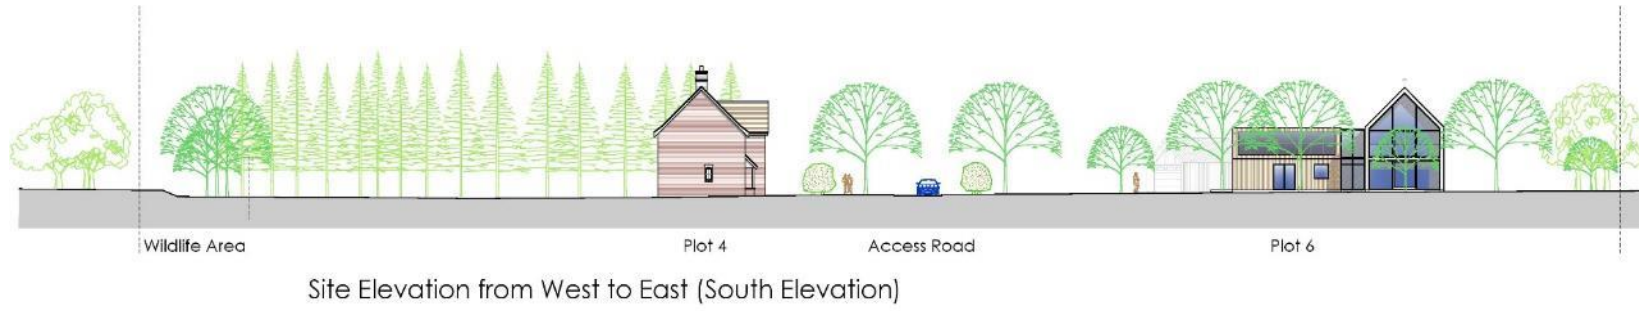 Wildlife Area
Plot 4
Access Road
Plot 6
Site Elevation from West to East (South Elevation)